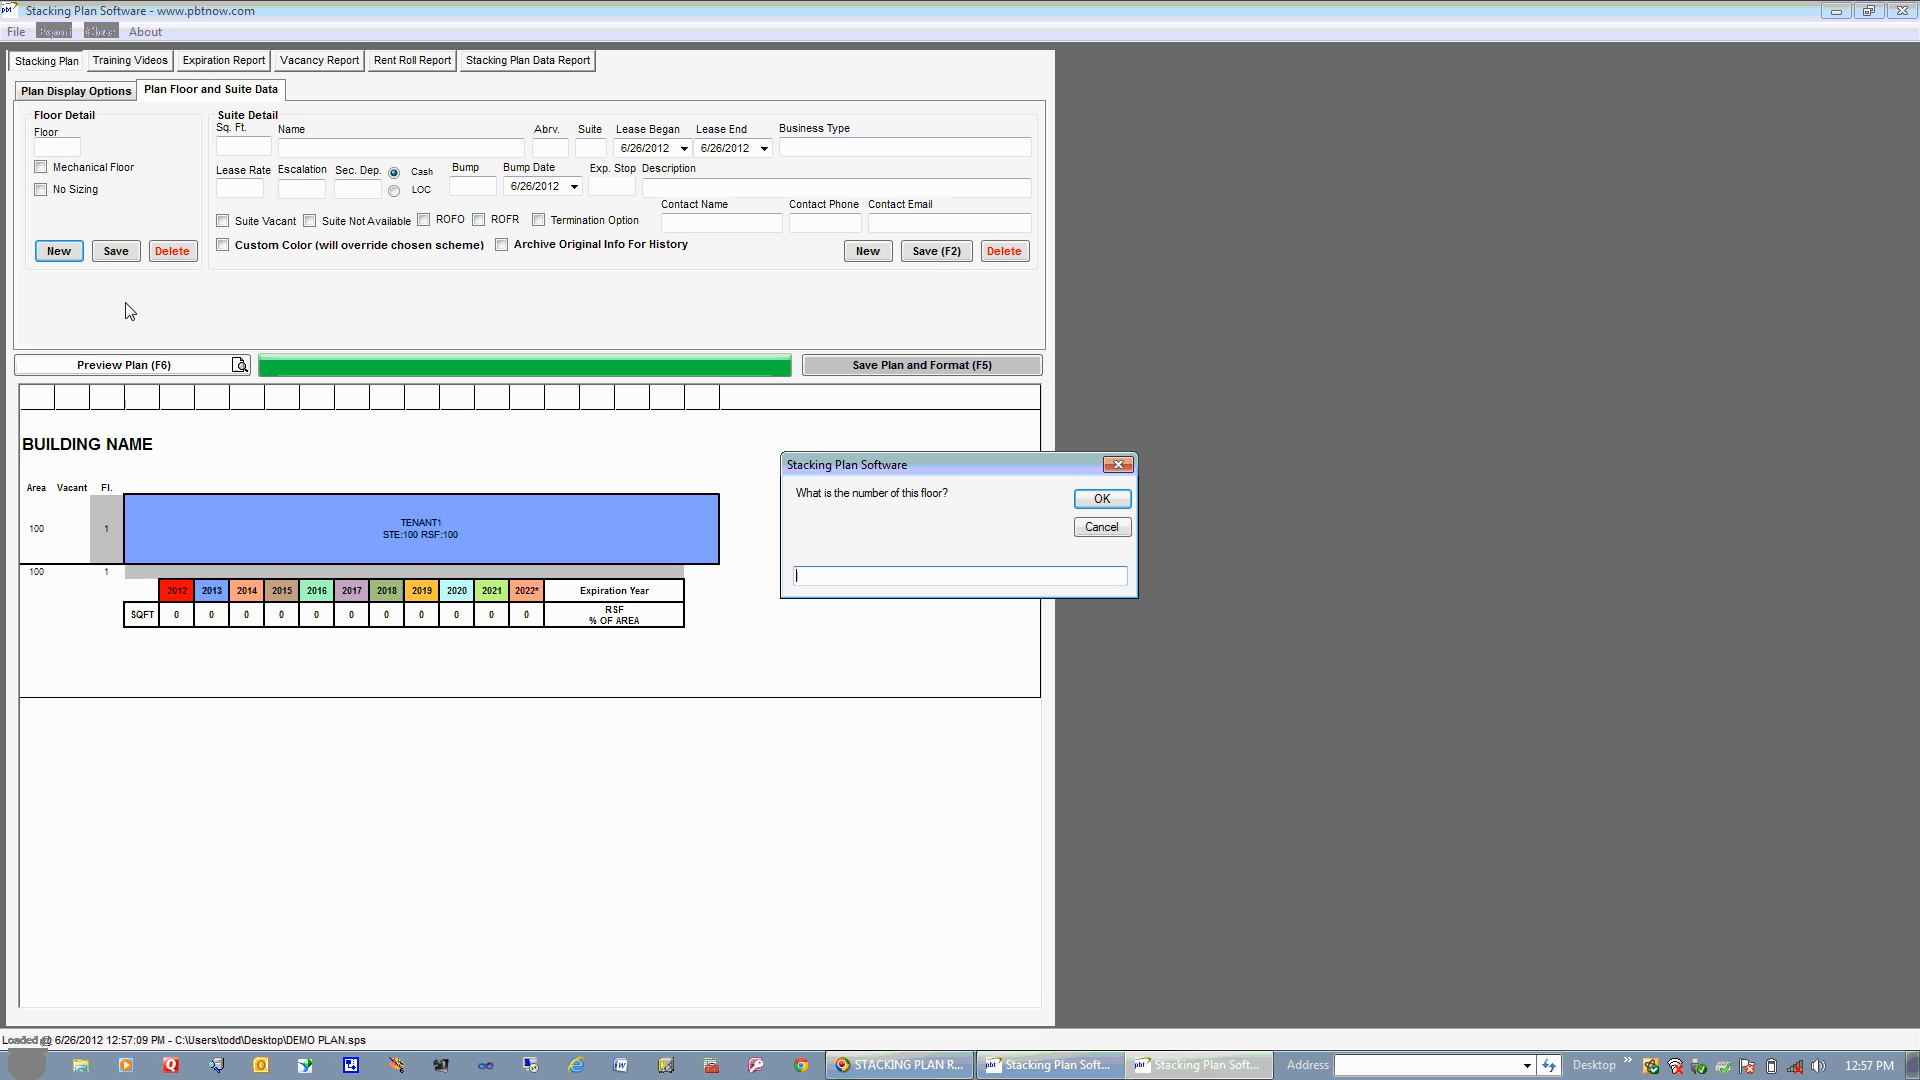 Stacking Plan Software - www.pbtnow.com
File Export Close About
Stacking Plan Training Videos Expiration Report Vacancy Report Rent Roll Report Stacking Plan Data Report
Plan Display Options Plan Floor and Suite Data
Floor Detail Suite Detail
Floor Sq. Ft. Name Abrv. Suite Lease Began Lease End Business Type
6/26/2012 6/26/2012
Mechanical Floor Lease Rate Escalation Sec. Dep. Cash Bump Bump Date Exp. Stop Description
No Sizing LOC 6/26/2012
Contact Name Contact Phone Contact Email
Suite Vacant Suite Not Available ROFO ROFR Termination Option
Custom Color (will override chosen scheme) Archive Original Info For History
New Save Delete New Save (F2) Delete
Preview Plan (F6) Save Plan and Format (F5)
BUILDING NAME
Area Vacant Fl.
100 1 TENANT1
STE:100 RSF:100
100 1
2012 2013 2014 2015 2016 2017 2018 2019 2020 2021 2022* Expiration Year
SQFT 0 0 0 0 0 0 0 0 0 0 0 RSF
% OF AREA
Stacking Plan Software
What is the number of this floor?
OK
Cancel
Loaded @ 6/26/2012 12:57:09 PM - C:\Users\todd\Desktop\DEMO PLAN.sps
STACKING PLAN R... Stacking Plan Soft... Stacking Plan Soft... Address Desktop 12:57 PM